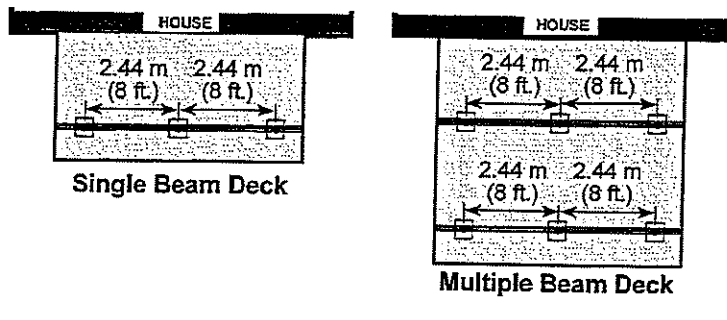 HOUSE
2.44 m 2.44 m
(8 ft.) (8 ft.)
Single Beam Deck
HOUSE
2.44 m 2.44 m
(8 ft.) (8 ft.)
2.44 m 2.44 m
(8 ft.) (8 ft.)
Multiple Beam Deck